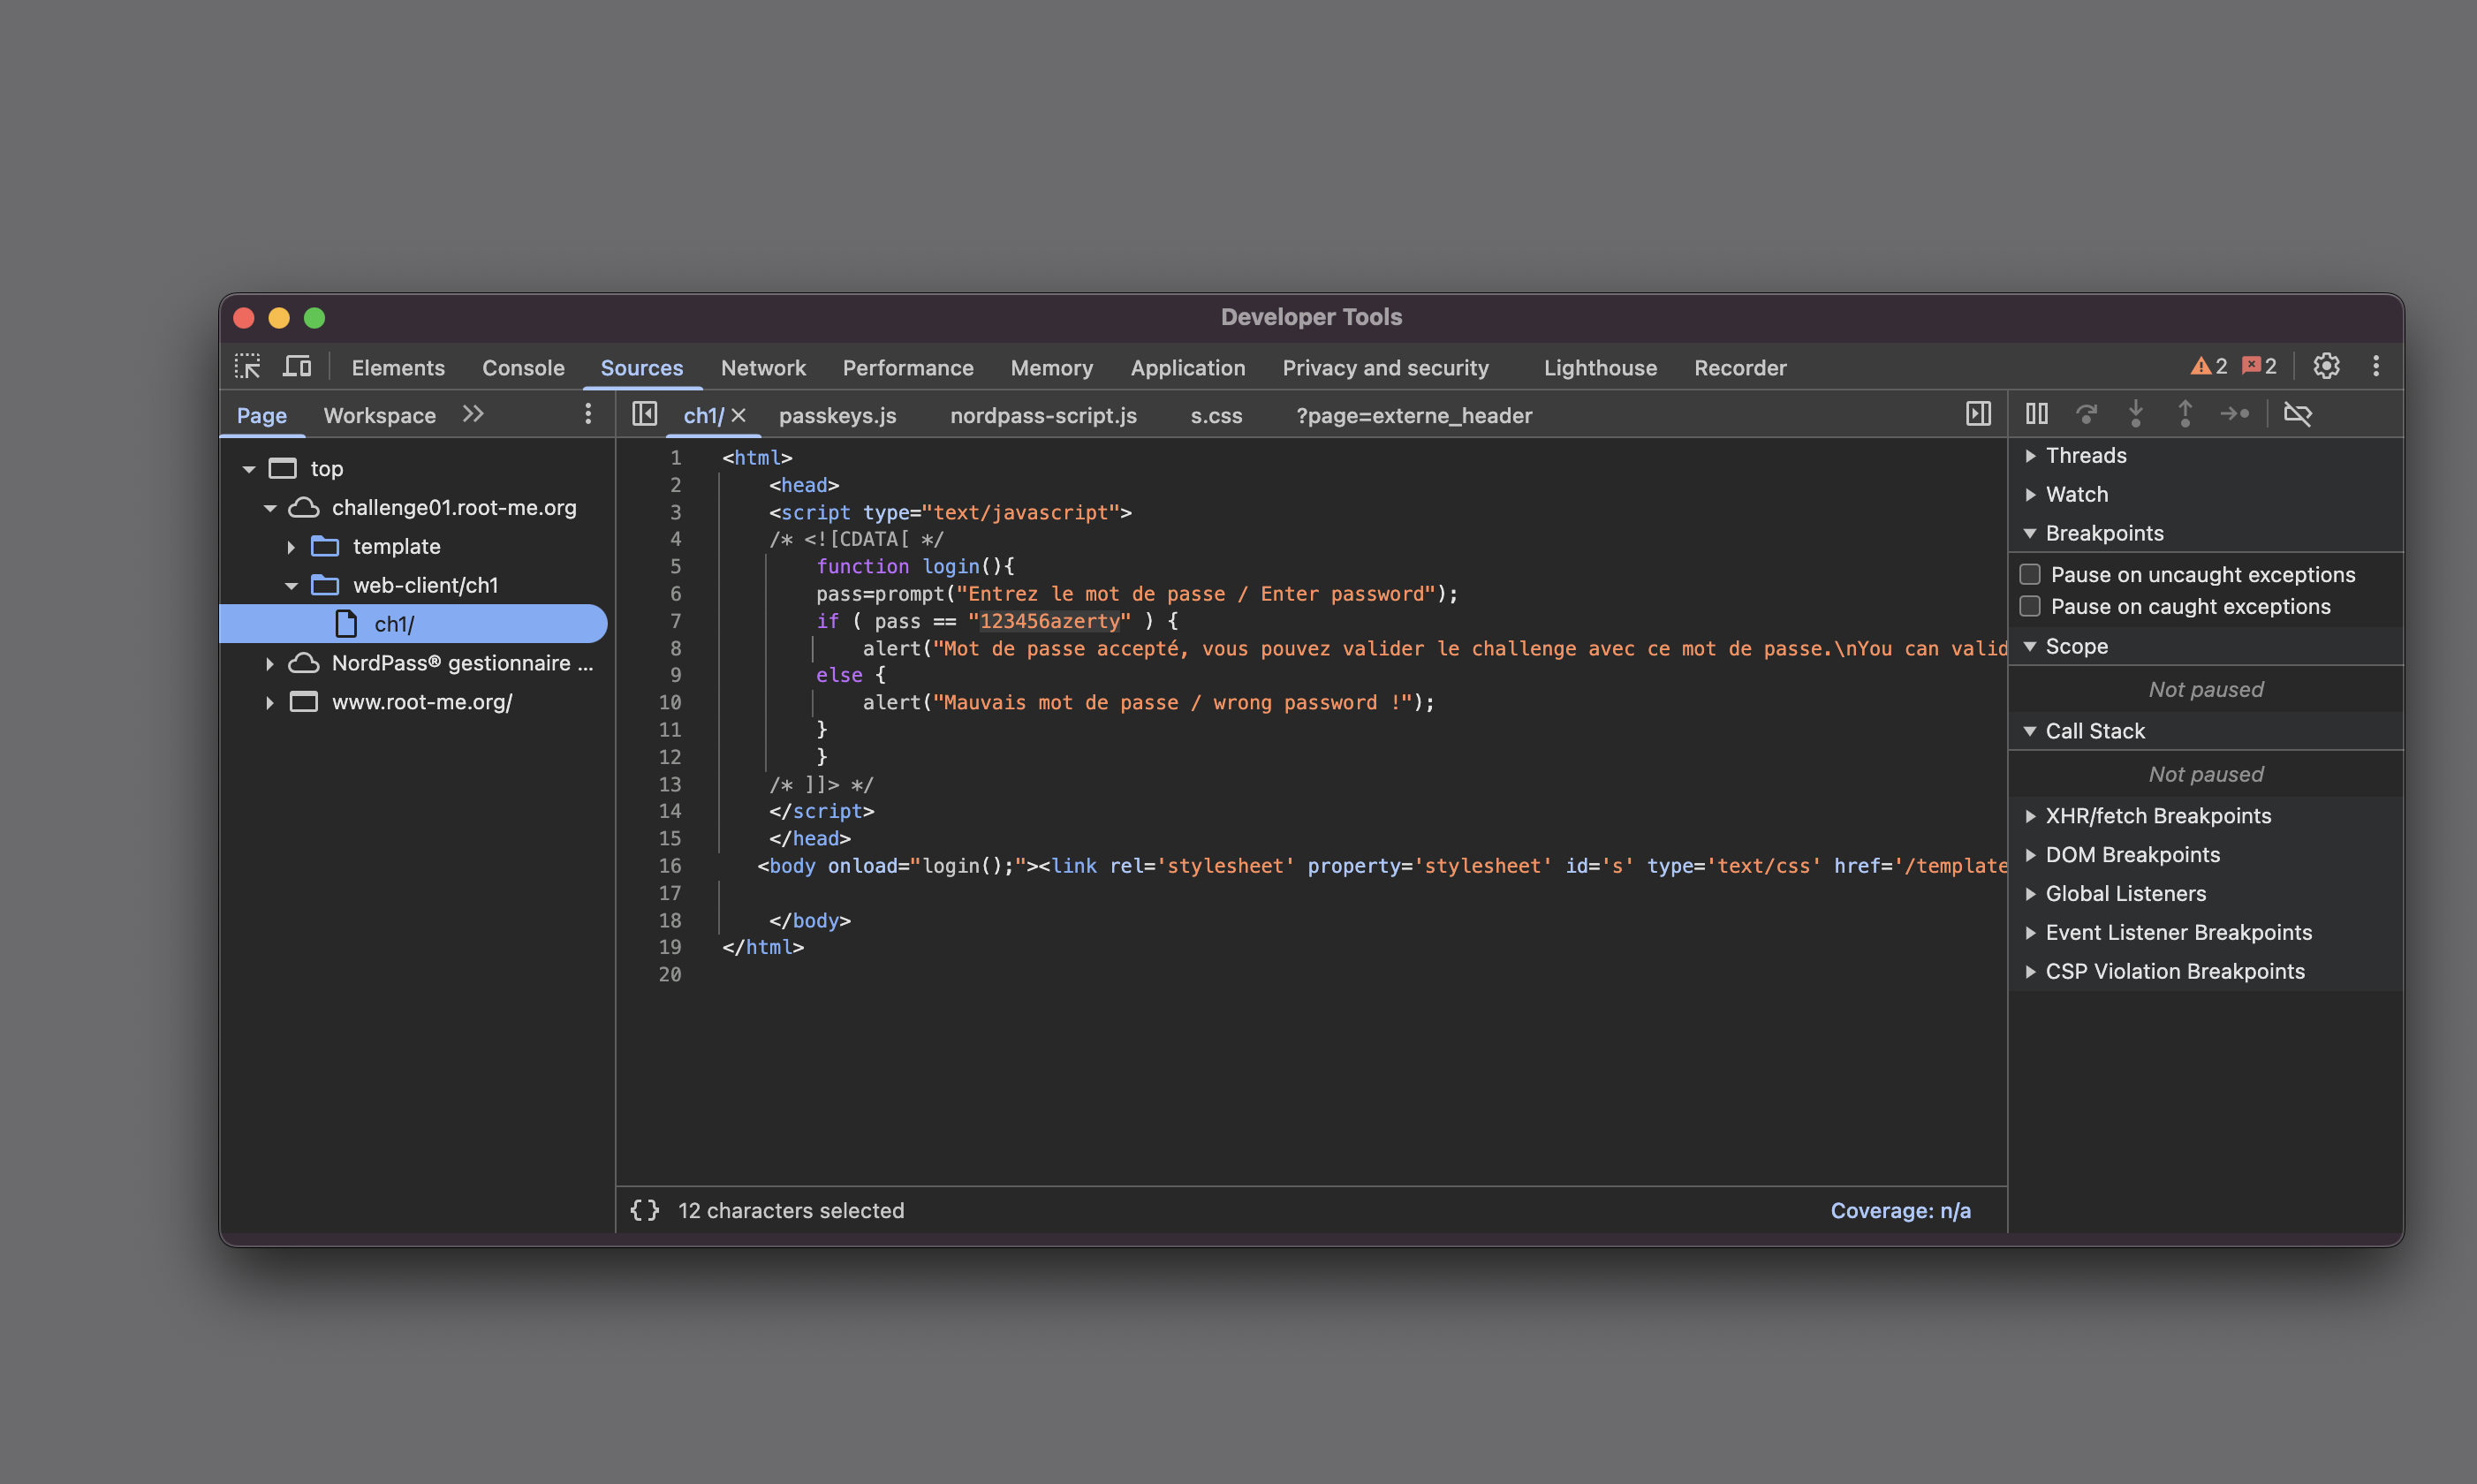 Developer Tools
Elements Console Sources Network Performance Memory Application Privacy and security Lighthouse Recorder 2 2
Page Workspace
ch1/ passkeys.js nordpass-script.js s.css ?page=externe_header
top
challenge01.root-me.org
template
web-client/ch1
ch1/
NordPass® gestionnaire ...
www.root-me.org/
1 <html>
2 <head>
3 <script type="text/javascript">
4 /* <![CDATA[ */
5 function login(){
6 pass=prompt("Entrez le mot de passe / Enter password");
7 if ( pass == "123456azerty" ) {
8 alert("Mot de passe accepté, vous pouvez valider le challenge avec ce mot de passe.\nYou can valid
9 else {
10 alert("Mauvais mot de passe / wrong password !");
11 }
12 }
13 /* ]]> */
14 </script>
15 </head>
16 <body onload="login();"><link rel='stylesheet' property='stylesheet' id='s' type='text/css' href='/template
17
18 </body>
19 </html>
20
{ } 12 characters selected Coverage: n/a
Threads
Watch
Breakpoints
Pause on uncaught exceptions
Pause on caught exceptions
Scope
Not paused
Call Stack
Not paused
XHR/fetch Breakpoints
DOM Breakpoints
Global Listeners
Event Listener Breakpoints
CSP Violation Breakpoints